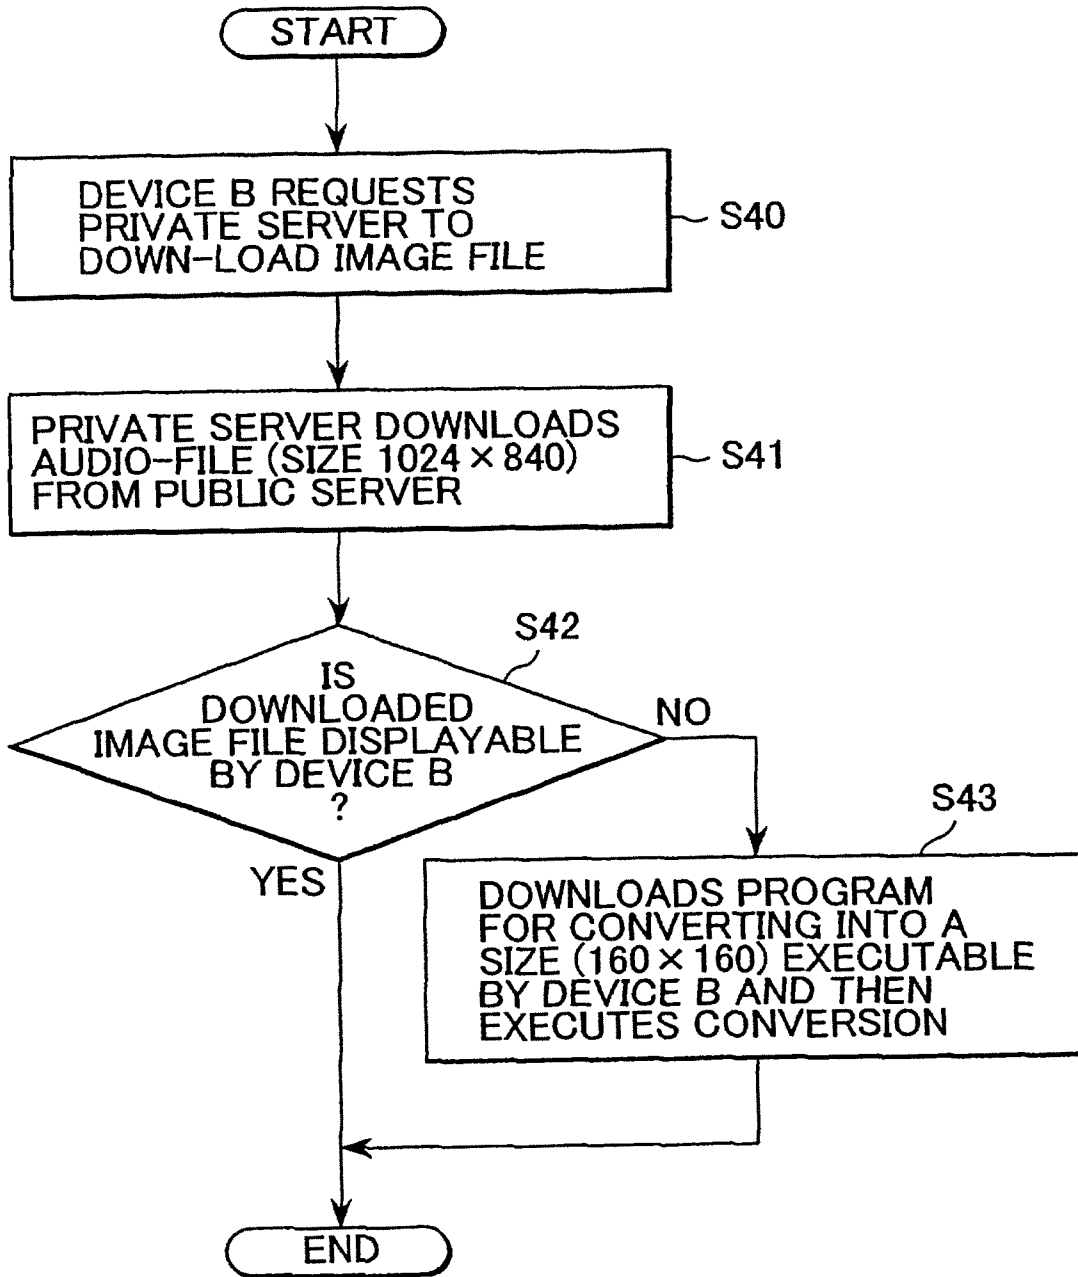 START
DEVICE B REQUESTS
PRIVATE SERVER TO
DOWN-LOAD IMAGE FILE
S40
PRIVATE SERVER DOWNLOADS
AUDIO-FILE (SIZE 1024 × 840)
FROM PUBLIC SERVER
S41
S42
IS
DOWNLOADED
IMAGE FILE DISPLAYABLE
BY DEVICE B
?
NO
YES
S43
DOWNLOADS PROGRAM
FOR CONVERTING INTO A
SIZE (160 × 160) EXECUTABLE
BY DEVICE B AND THEN
EXECUTES CONVERSION
END